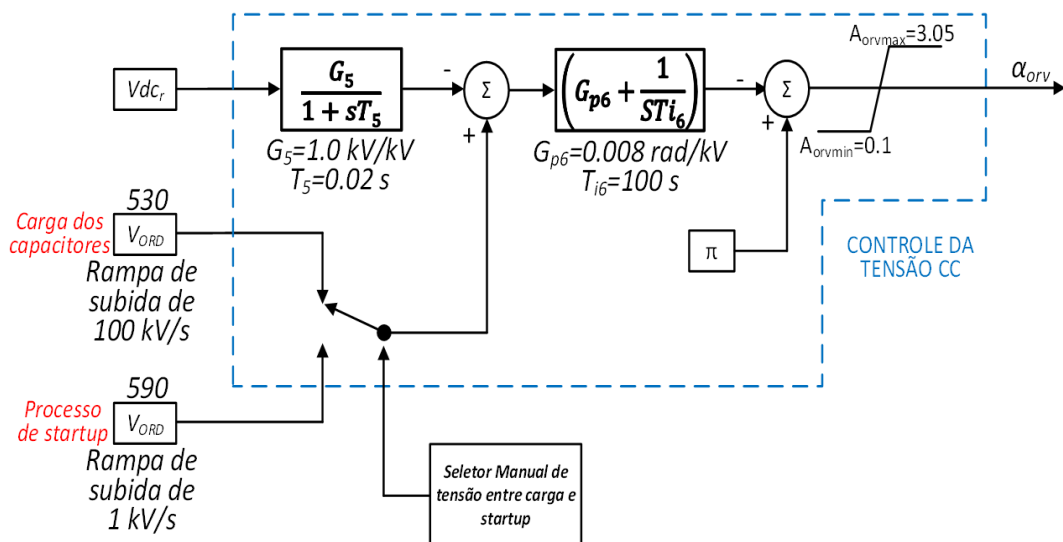 Vdc_r
G_5
1 + sT_5
G_5=1.0 kV/kV
T_5=0.02 s
-
Σ
+
(G_p6 + 1
STi_6)
G_p6=0.008 rad/kV
T_i6=100 s
-
Σ
+
π
A_orvmax=3.05
A_orvmin=0.1
α_orv
CONTROLE DA
TENSÃO CC
Carga dos
capacitores
530
V_ORD
Rampa de
subida de
100 kV/s
Processo
de startup
590
V_ORD
Rampa de
subida de
1 kV/s
Seletor Manual de
tensão entre carga e
startup